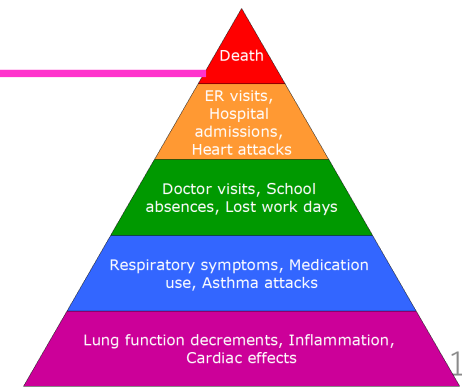 Death
ER visits,
Hospital
admissions,
Heart attacks
Doctor visits, School
absences, Lost work days
Respiratory symptoms, Medication
use, Asthma attacks
Lung function decrements, Inflammation,
Cardiac effects
1